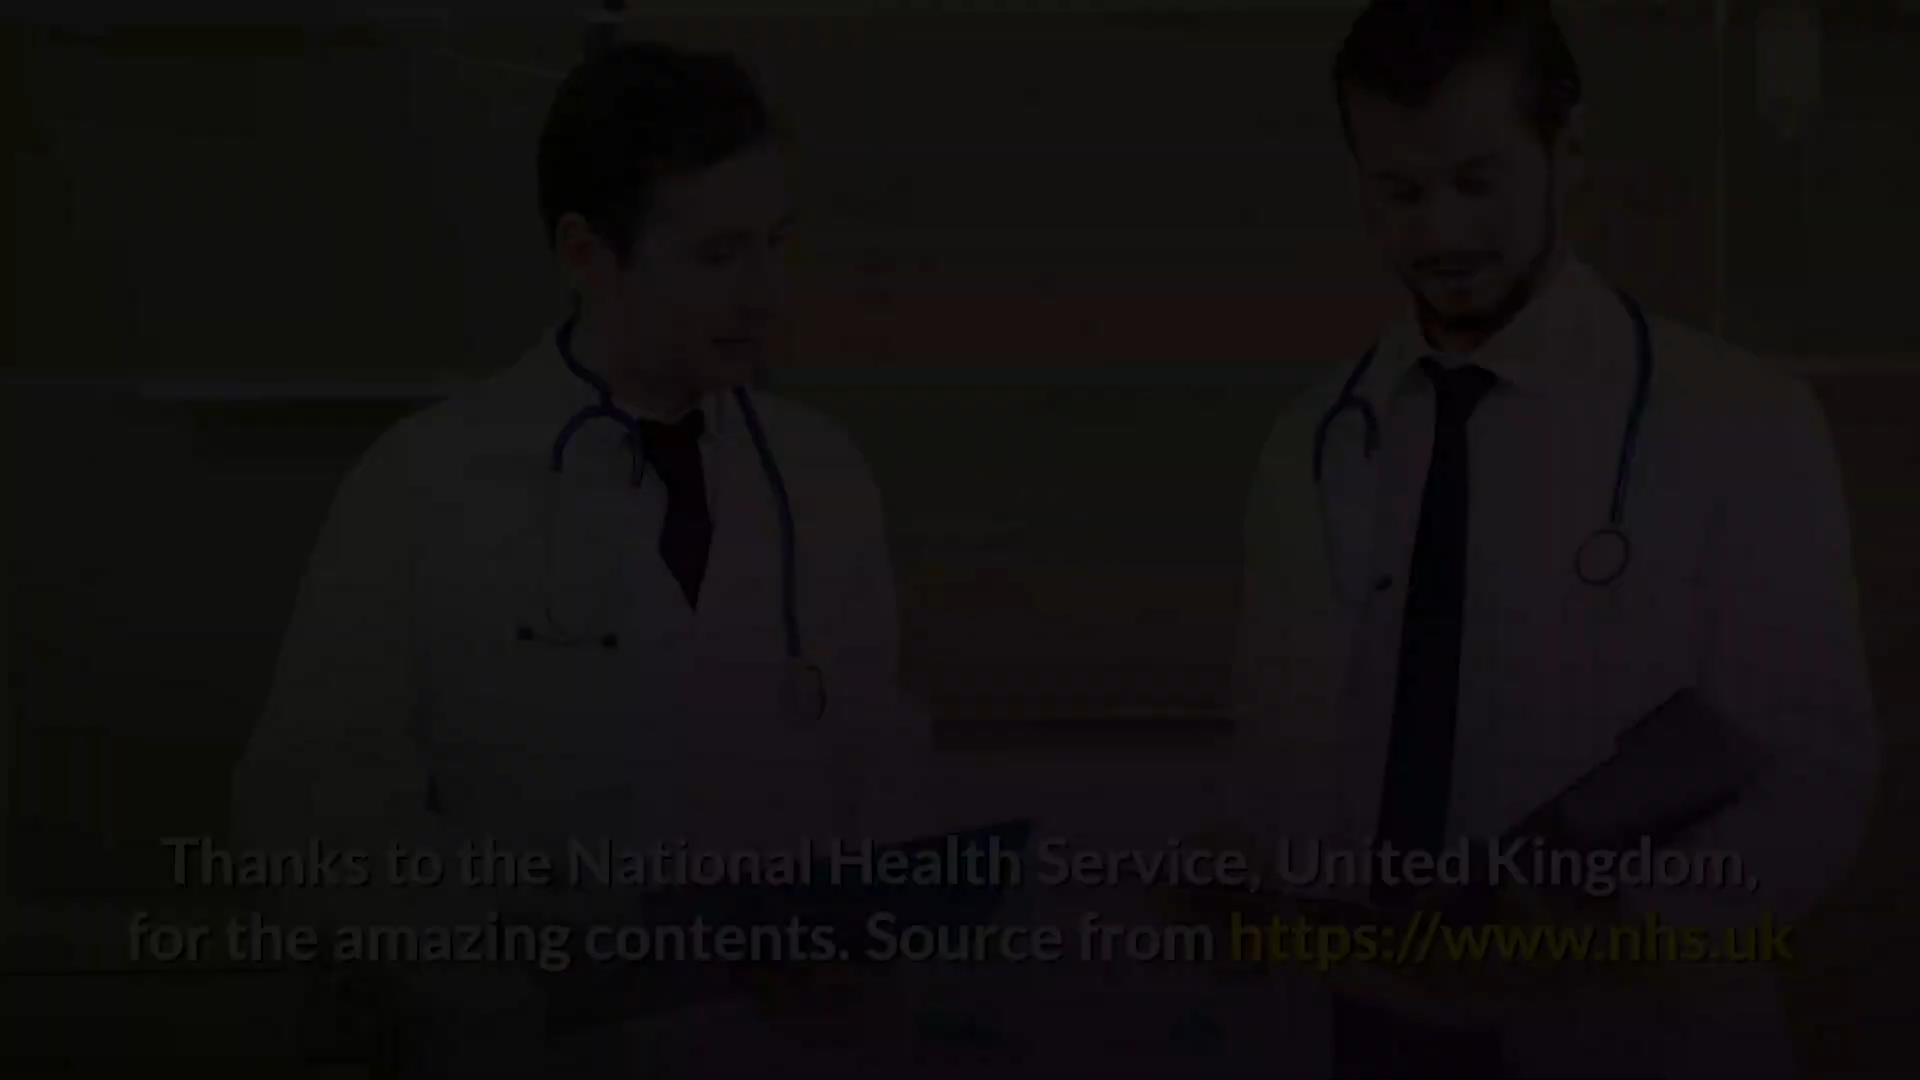 Thanks to the National Health Service, United Kingdom,
for the amazing contents. Source from https://www.nhs.uk